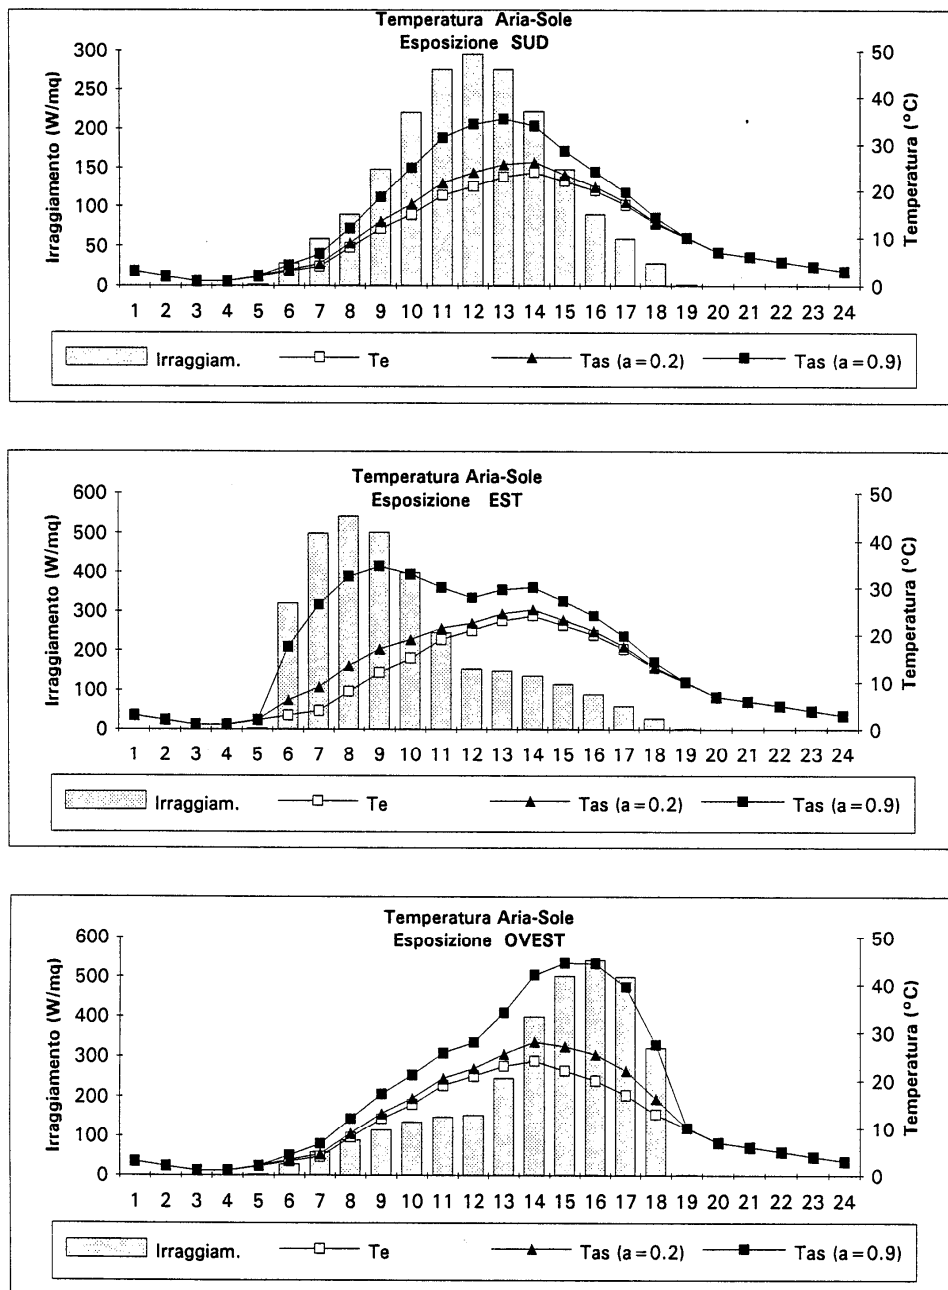 Temperatura Aria-Sole
Esposizione SUD
Irraggiamento (W/mq)
300
250
200
150
100
50
0
50
40
30
20
10
0
Temperatura (°C)
1 2 3 4 5 6 7 8 9 10 11 12 13 14 15 16 17 18 19 20 21 22 23 24
Irraggiam. Te Tas (a=0.2) Tas (a=0.9)
Temperatura Aria-Sole
Esposizione EST
Irraggiamento (W/mq)
600
500
400
300
200
100
0
50
40
30
20
10
0
Temperatura (°C)
1 2 3 4 5 6 7 8 9 10 11 12 13 14 15 16 17 18 19 20 21 22 23 24
Irraggiam. Te Tas (a=0.2) Tas (a=0.9)
Temperatura Aria-Sole
Esposizione OVEST
Irraggiamento (W/mq)
600
500
400
300
200
100
0
50
40
30
20
10
0
Temperatura (°C)
1 2 3 4 5 6 7 8 9 10 11 12 13 14 15 16 17 18 19 20 21 22 23 24
Irraggiam. Te Tas (a=0.2) Tas (a=0.9)